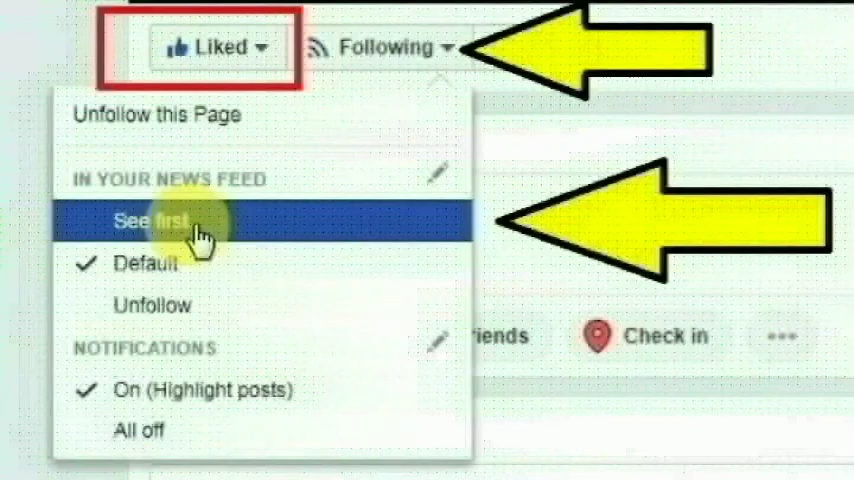 Liked Following
Unfollow this Page
IN YOUR NEWS FEED
See first
Default
Unfollow
riends Check in
NOTIFICATIONS
On (Highlight posts)
All off